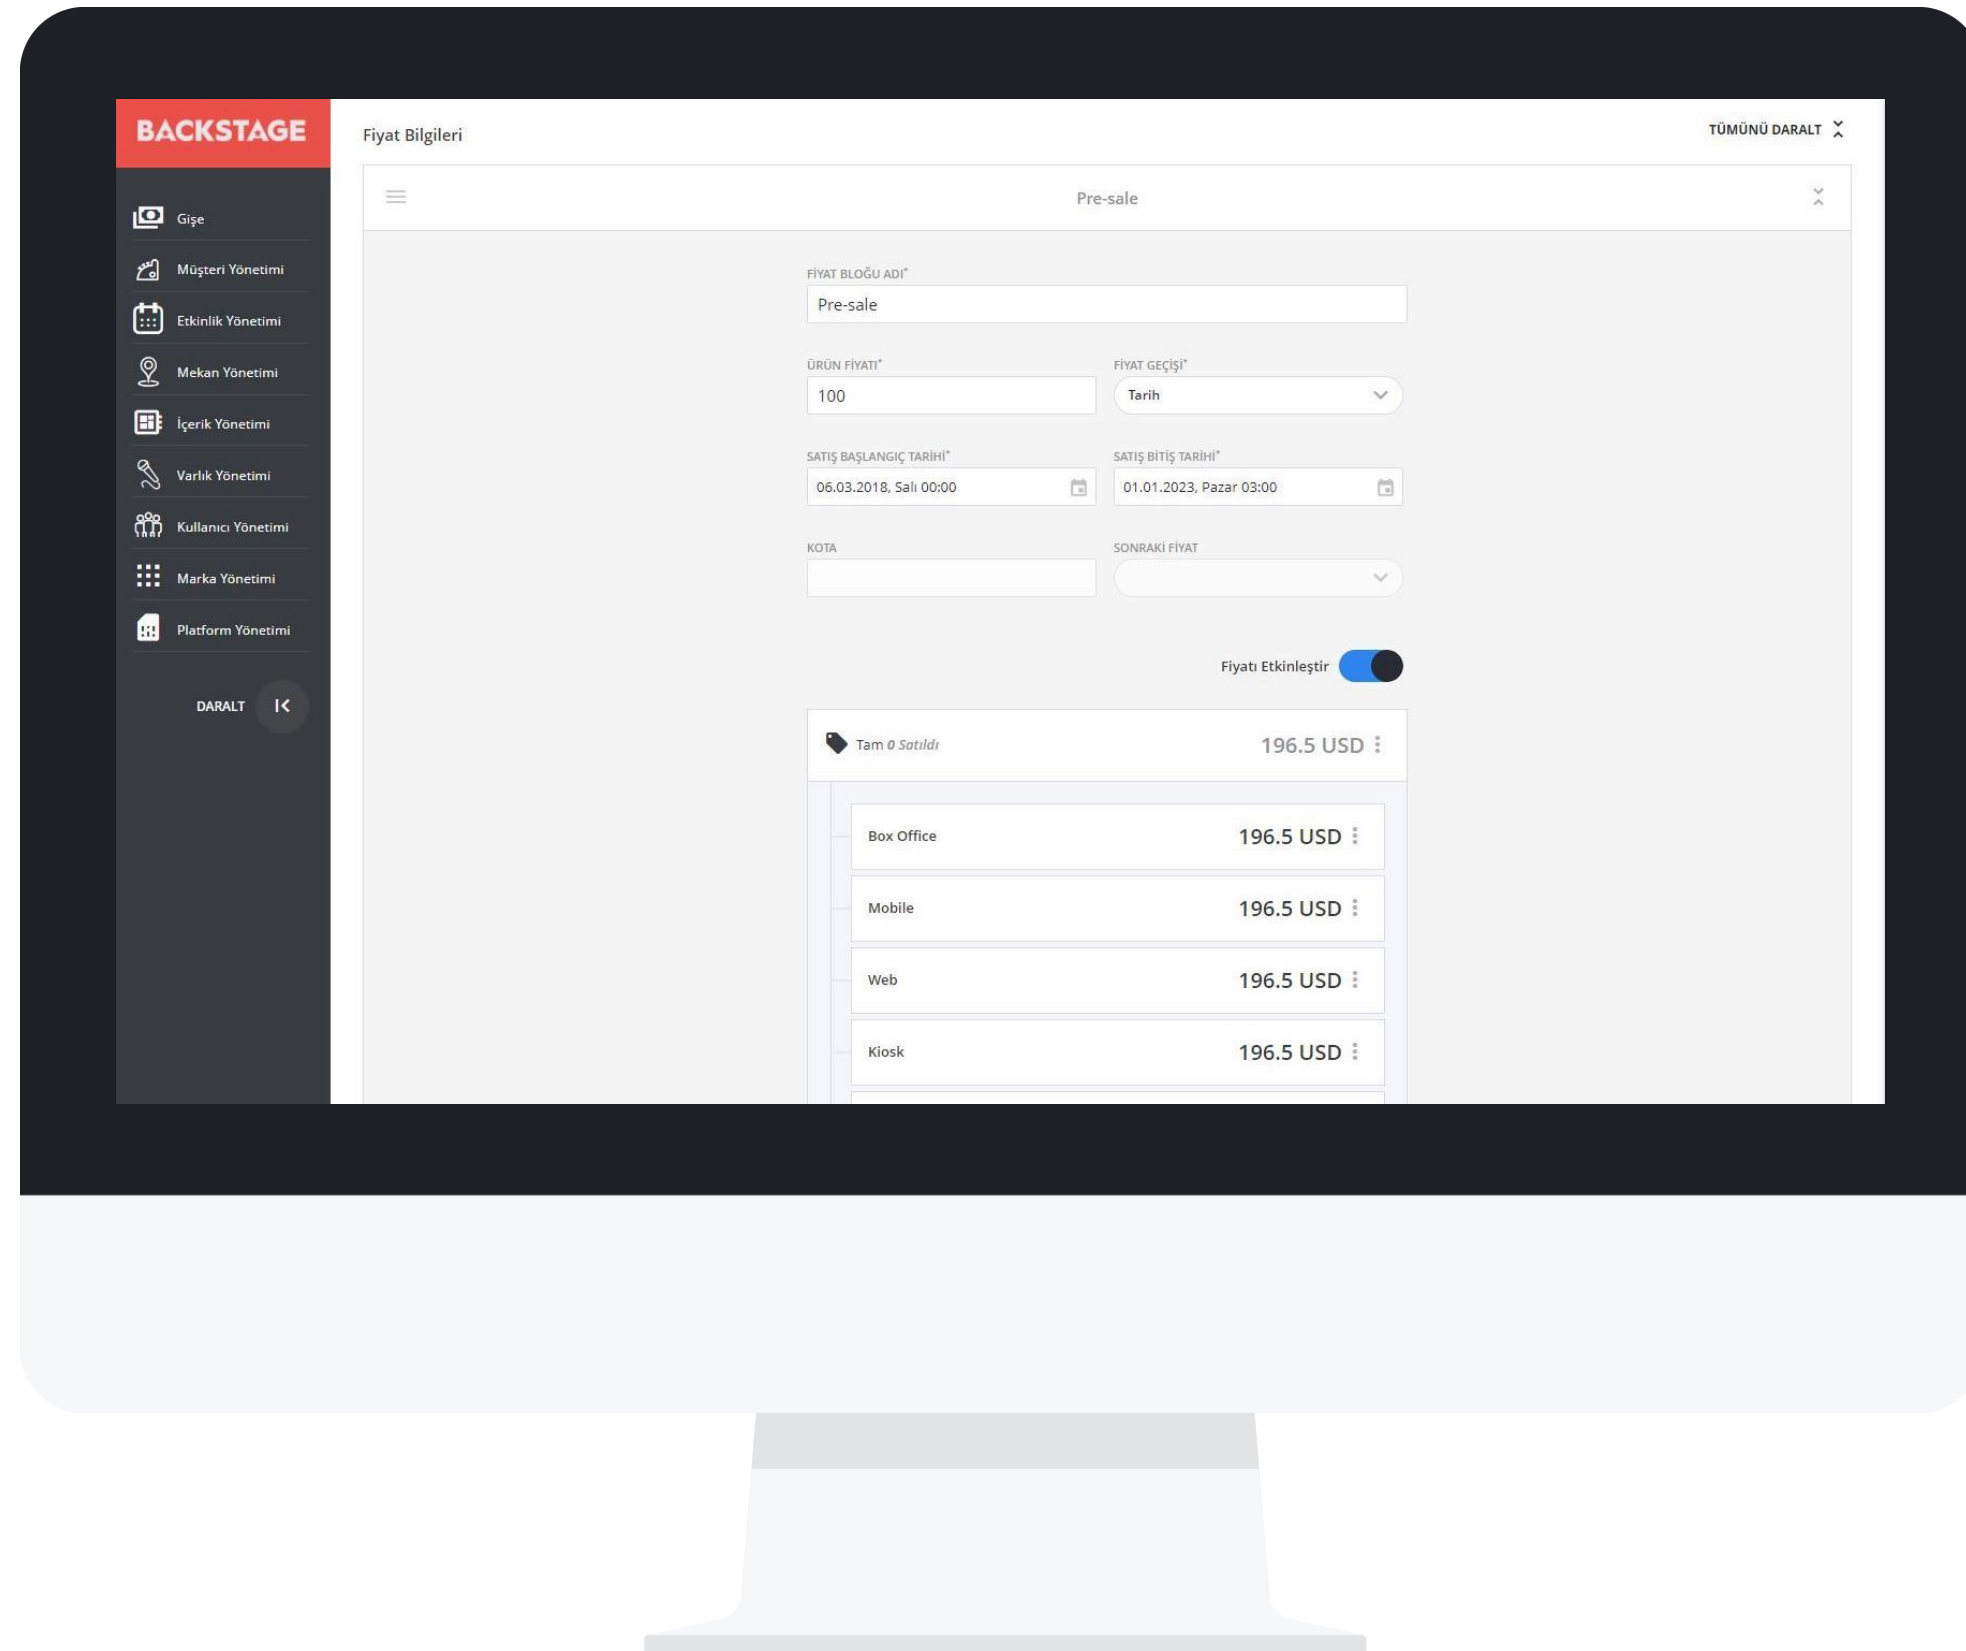 BACKSTAGE
Gişe
Müşteri Yönetimi
Etkinlik Yönetimi
Mekan Yönetimi
İçerik Yönetimi
Varlık Yönetimi
Kullanıcı Yönetimi
Marka Yönetimi
Platform Yönetimi
DARALT
Fiyat Bilgileri
TÜMÜNÜ DARALT
Pre-sale
FİYAT BLOĞU ADI*
Pre-sale
ÜRÜN FİYATI* FİYAT GEÇİŞİ*
100 Tarih
SATIŞ BAŞLANGIÇ TARİHİ* SATIŞ BİTİŞ TARİHİ*
06.03.2018, Salı 00:00 01.01.2023, Pazar 03:00
KOTA SONRAKİ FİYAT
Fiyatı Etkinleştir
Tam 0 Satıldı 196.5 USD
Box Office 196.5 USD
Mobile 196.5 USD
Web 196.5 USD
Kiosk 196.5 USD